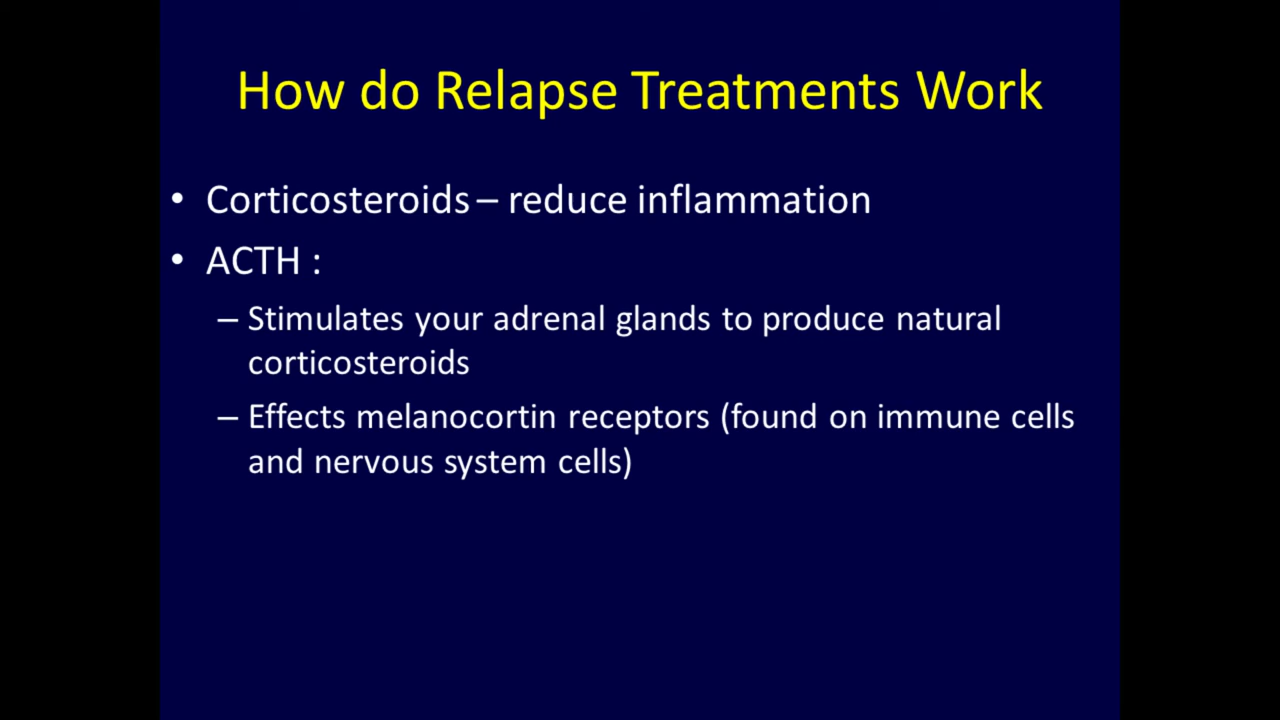 How do Relapse Treatments Work
• Corticosteroids – reduce inflammation
• ACTH :
– Stimulates your adrenal glands to produce natural
corticosteroids
– Effects melanocortin receptors (found on immune cells
and nervous system cells)